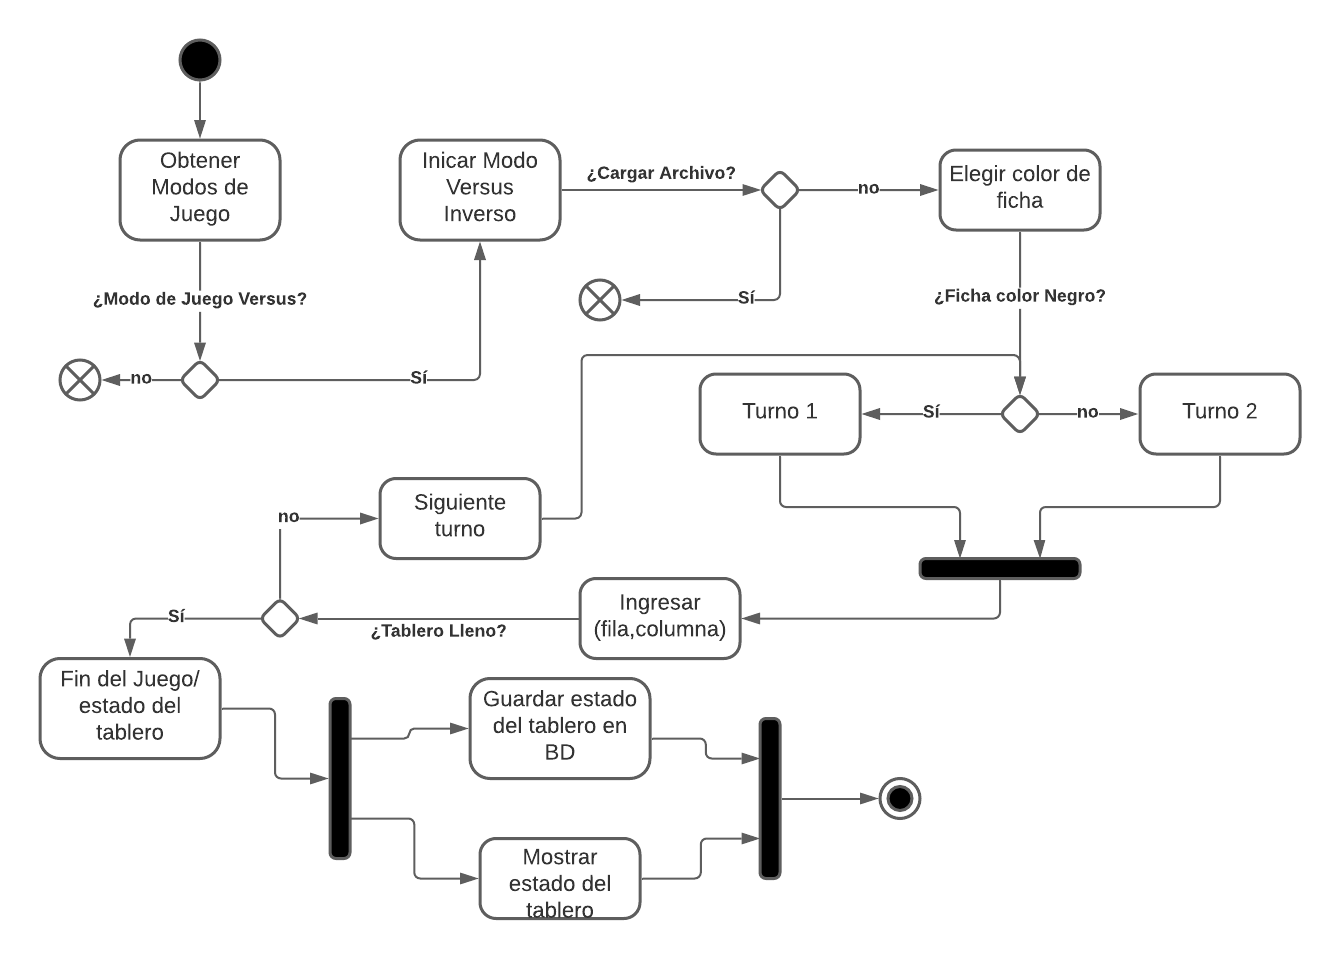 Obtener
Modos de
Juego
Inicar Modo
Versus
Inverso
¿Cargar Archivo?
no
Elegir color de
ficha
¿Modo de Juego Versus?
Sí
¿Ficha color Negro?
no
Sí
Turno 1
Sí
no
Turno 2
no
Siguiente
turno
Sí
¿Tablero Lleno?
Ingresar
(fila,columna)
Fin del Juego/
estado del
tablero
Guardar estado
del tablero en
BD
Mostrar
estado del
tablero